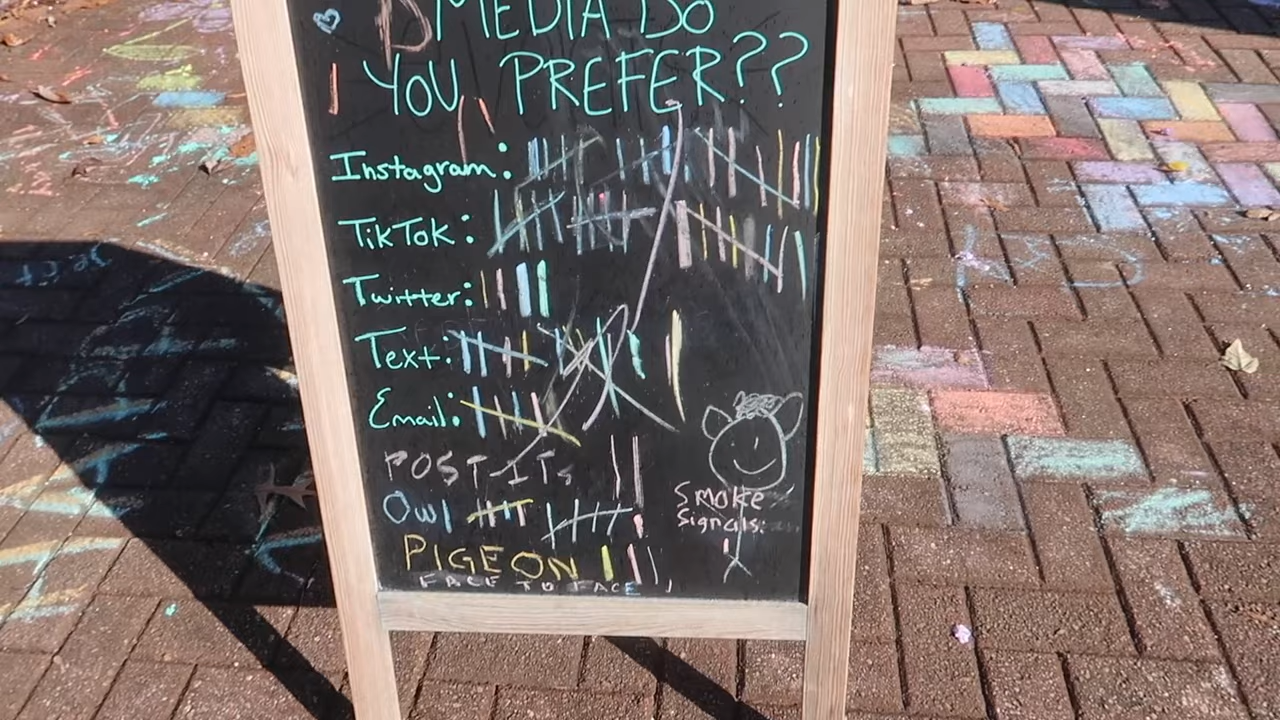 MEDIA DO
YOU PREFER??
Instagram:
TikTok:
Twitter:
Text:
Email:
POST-ITs
Owl
Smoke
Signals:
PIGEON
FACE TO FACE